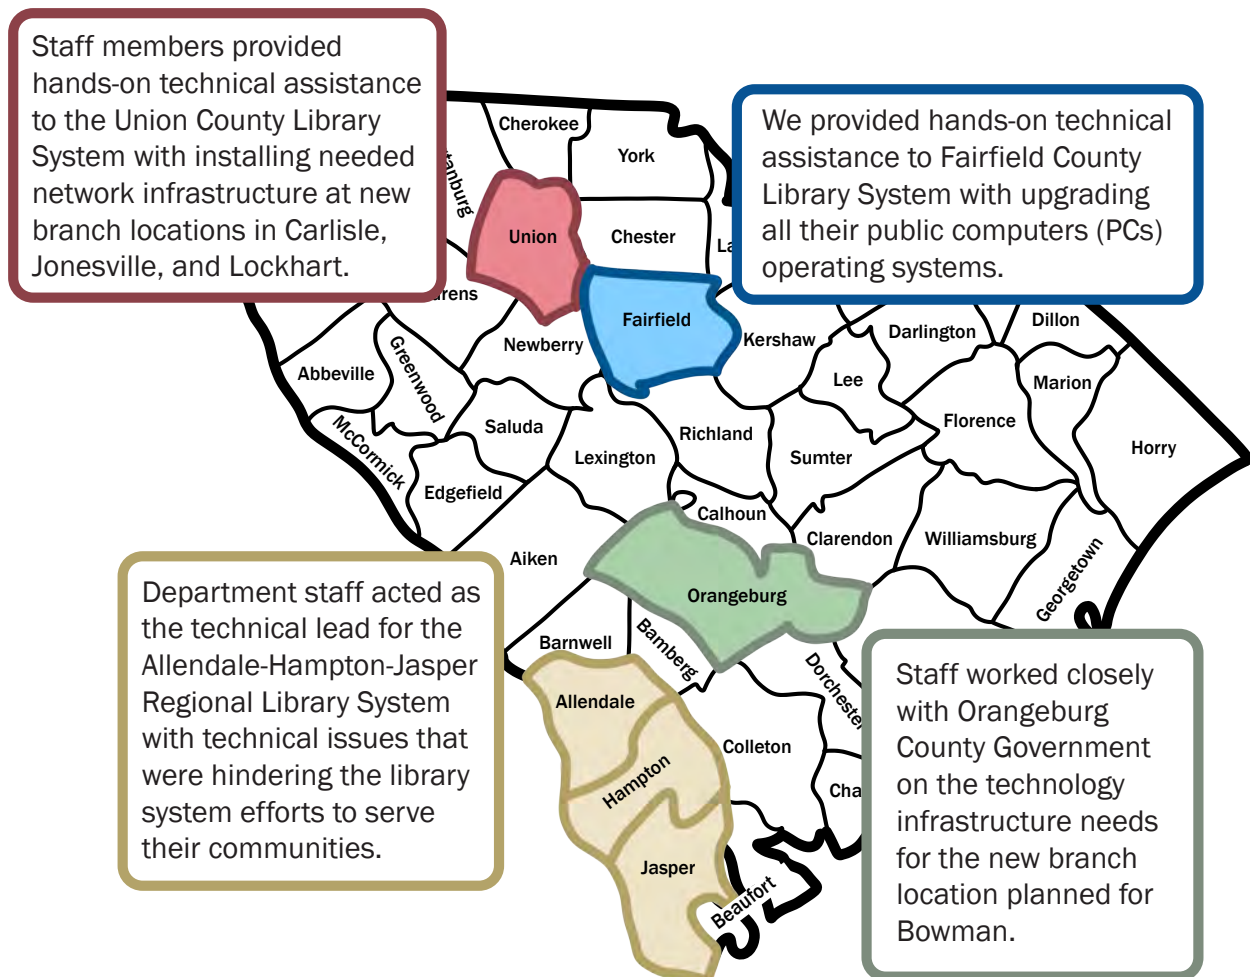 Staff members provided
hands-on technical assistance
to the Union County Library
System with installing needed
network infrastructure at new
branch locations in Carlisle,
Jonesville, and Lockhart.
We provided hands-on technical
assistance to Fairfield County
Library System with upgrading
all their public computers (PCs)
operating systems.
Cherokee
York
tanburg
Union
Chester
La
rens
Fairfield
Newberry
Kershaw
Darlington
Dillon
Abbeville
Greenwood
Lee
Marion
McCormick
Saluda
Richland
Florence
Horry
Lexington
Sumter
Edgefield
Calhoun
Clarendon
Williamsburg
Aiken
Georgetown
Orangeburg
Barnwell
Bamberg
Dorchester
Allendale
Colleton
Hampton
Cha
Jasper
Beaufort
Department staff acted as
the technical lead for the
Allendale-Hampton-Jasper
Regional Library System
with technical issues that
were hindering the library
system efforts to serve
their communities.
Staff worked closely
with Orangeburg
County Government
on the technology
infrastructure needs
for the new branch
location planned for
Bowman.